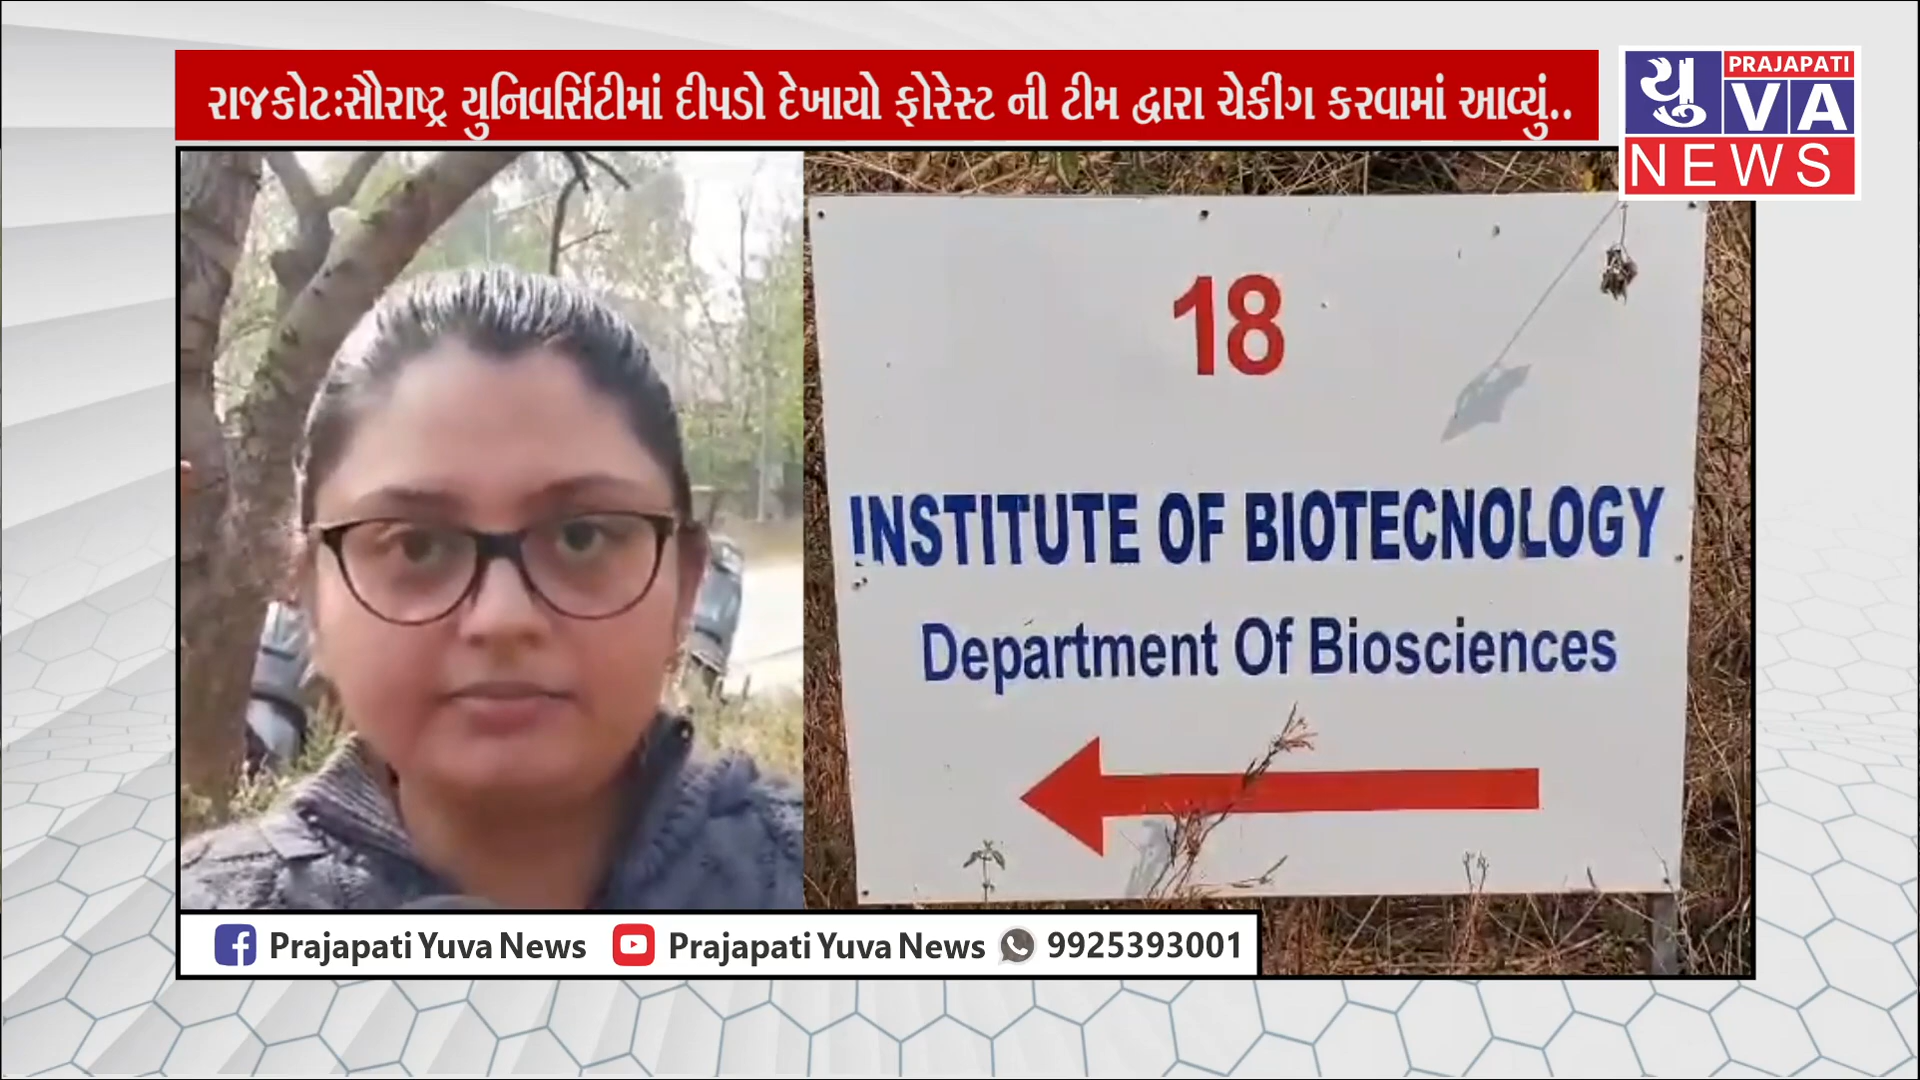 રાજકોટઃસૌરાષ્ટ્ર યુનિવર્સિટીમાં દીપડો દેખાયો ફોરેસ્ટ ની ટીમ દ્વારા ચેકીંગ કરવામાં આવ્યું..
યુ PRAJAPATI
VA
NEWS
18
INSTITUTE OF BIOTECNOLOGY
Department Of Biosciences
Prajapati Yuva News Prajapati Yuva News 9925393001